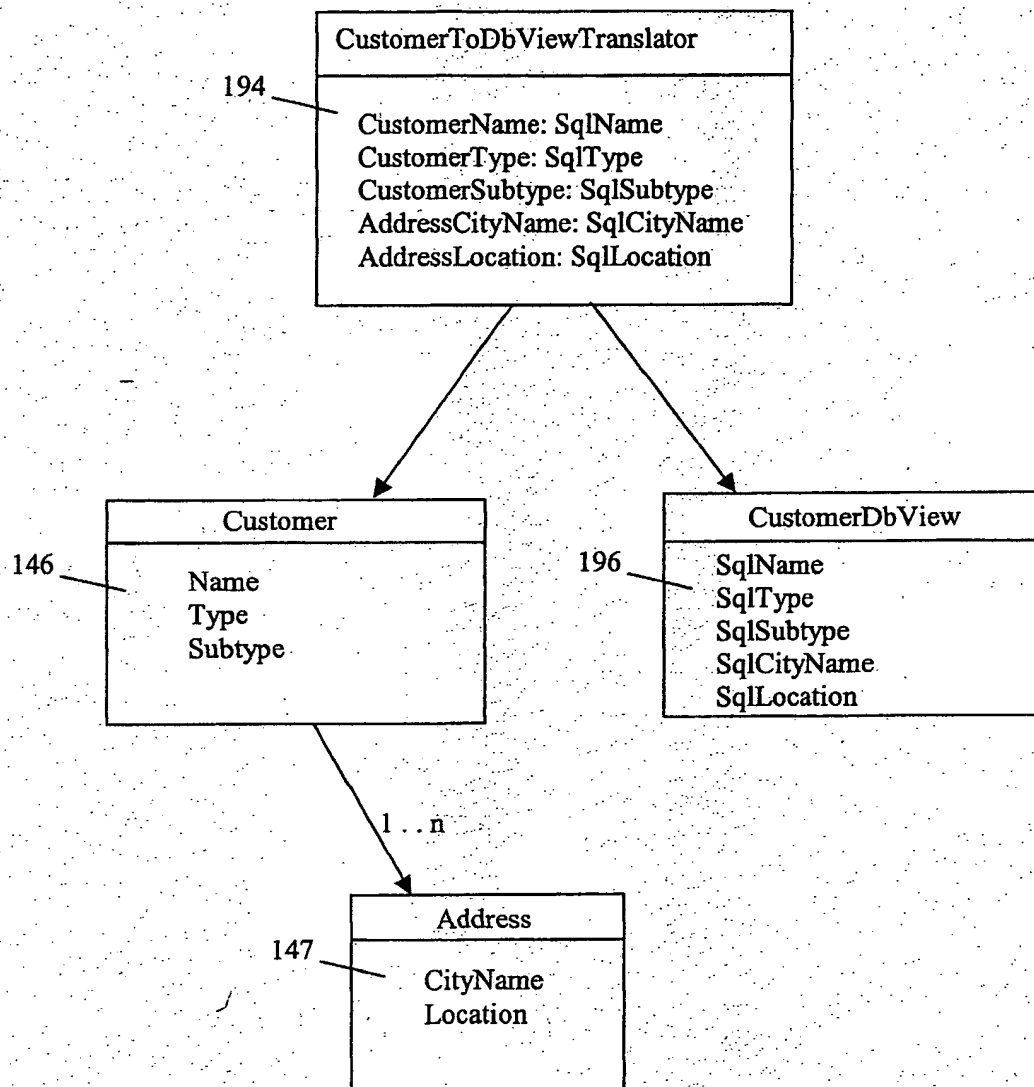 CustomerToDbViewTranslator
194
CustomerName: SqlName
CustomerType: SqlType
CustomerSubtype: SqlSubtype
AddressCityName: SqlCityName
AddressLocation: SqlLocation
Customer
146
Name
Type
Subtype
CustomerDbView
196
SqlName
SqlType
SqlSubtype
SqlCityName
SqlLocation
1 . . n
Address
147
CityName
Location